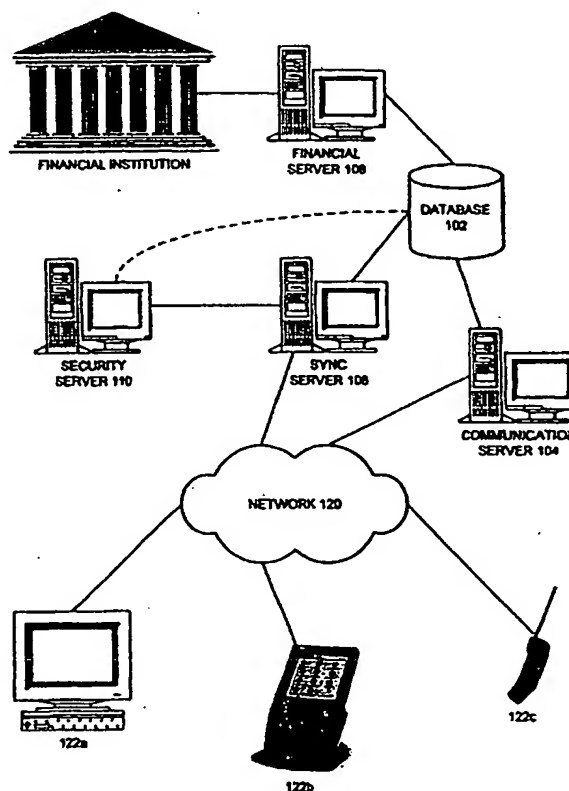 FINANCIAL INSTITUTION
FINANCIAL
SERVER 108
DATABASE
102
SECURITY
SERVER 110
SYNC
SERVER 106
COMMUNICATION
SERVER 104
NETWORK 120
122a
122b
122c